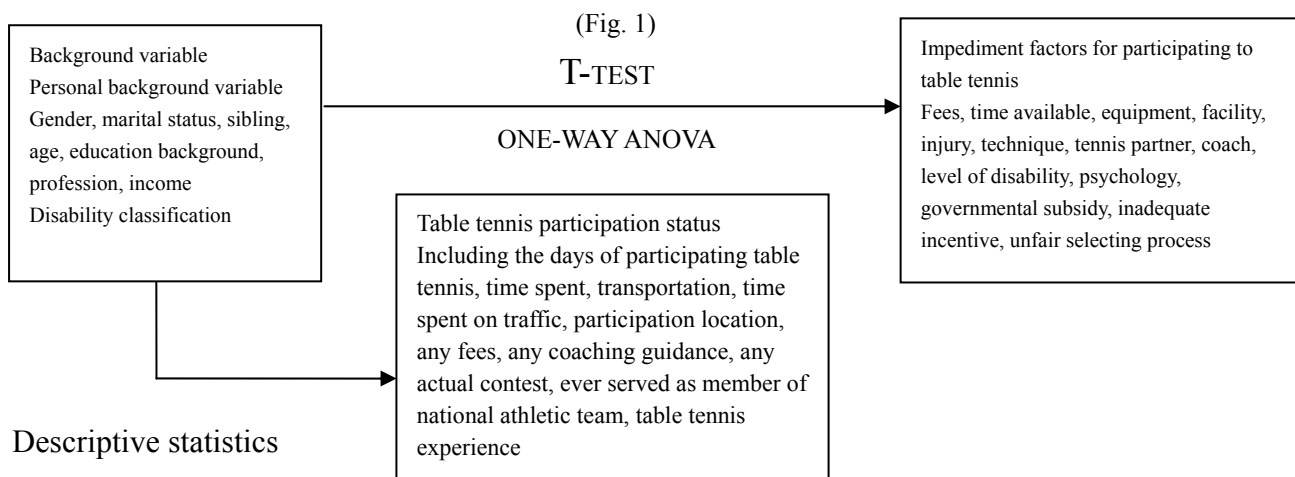 (Fig. 1)
Background variable
Personal background variable
Gender, marital status, sibling,
age, education background,
profession, income
Disability classification
T-TEST
ONE-WAY ANOVA
Impediment factors for participating to
table tennis
Fees, time available, equipment, facility,
injury, technique, tennis partner, coach,
level of disability, psychology,
governmental subsidy, inadequate
incentive, unfair selecting process
Table tennis participation status
Including the days of participating table
tennis, time spent, transportation, time
spent on traffic, participation location,
any fees, any coaching guidance, any
actual contest, ever served as member of
national athletic team, table tennis
experience
Descriptive statistics